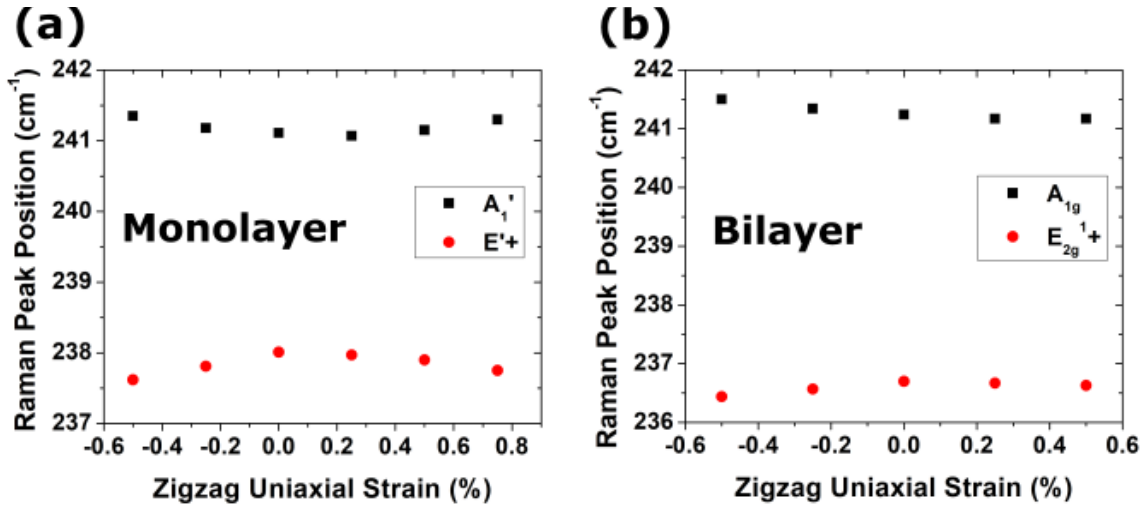 (a)
242
241
240
239
238
237
-0.6 -0.4 -0.2 0.0 0.2 0.4 0.6 0.8
Raman Peak Position (cm⁻¹)
Zigzag Uniaxial Strain (%)
A₁'
E'+
Monolayer
(b)
242
241
240
239
238
237
236
-0.6 -0.4 -0.2 0.0 0.2 0.4 0.6
Raman Peak Position (cm⁻¹)
Zigzag Uniaxial Strain (%)
A₁g
E₂g¹+
Bilayer